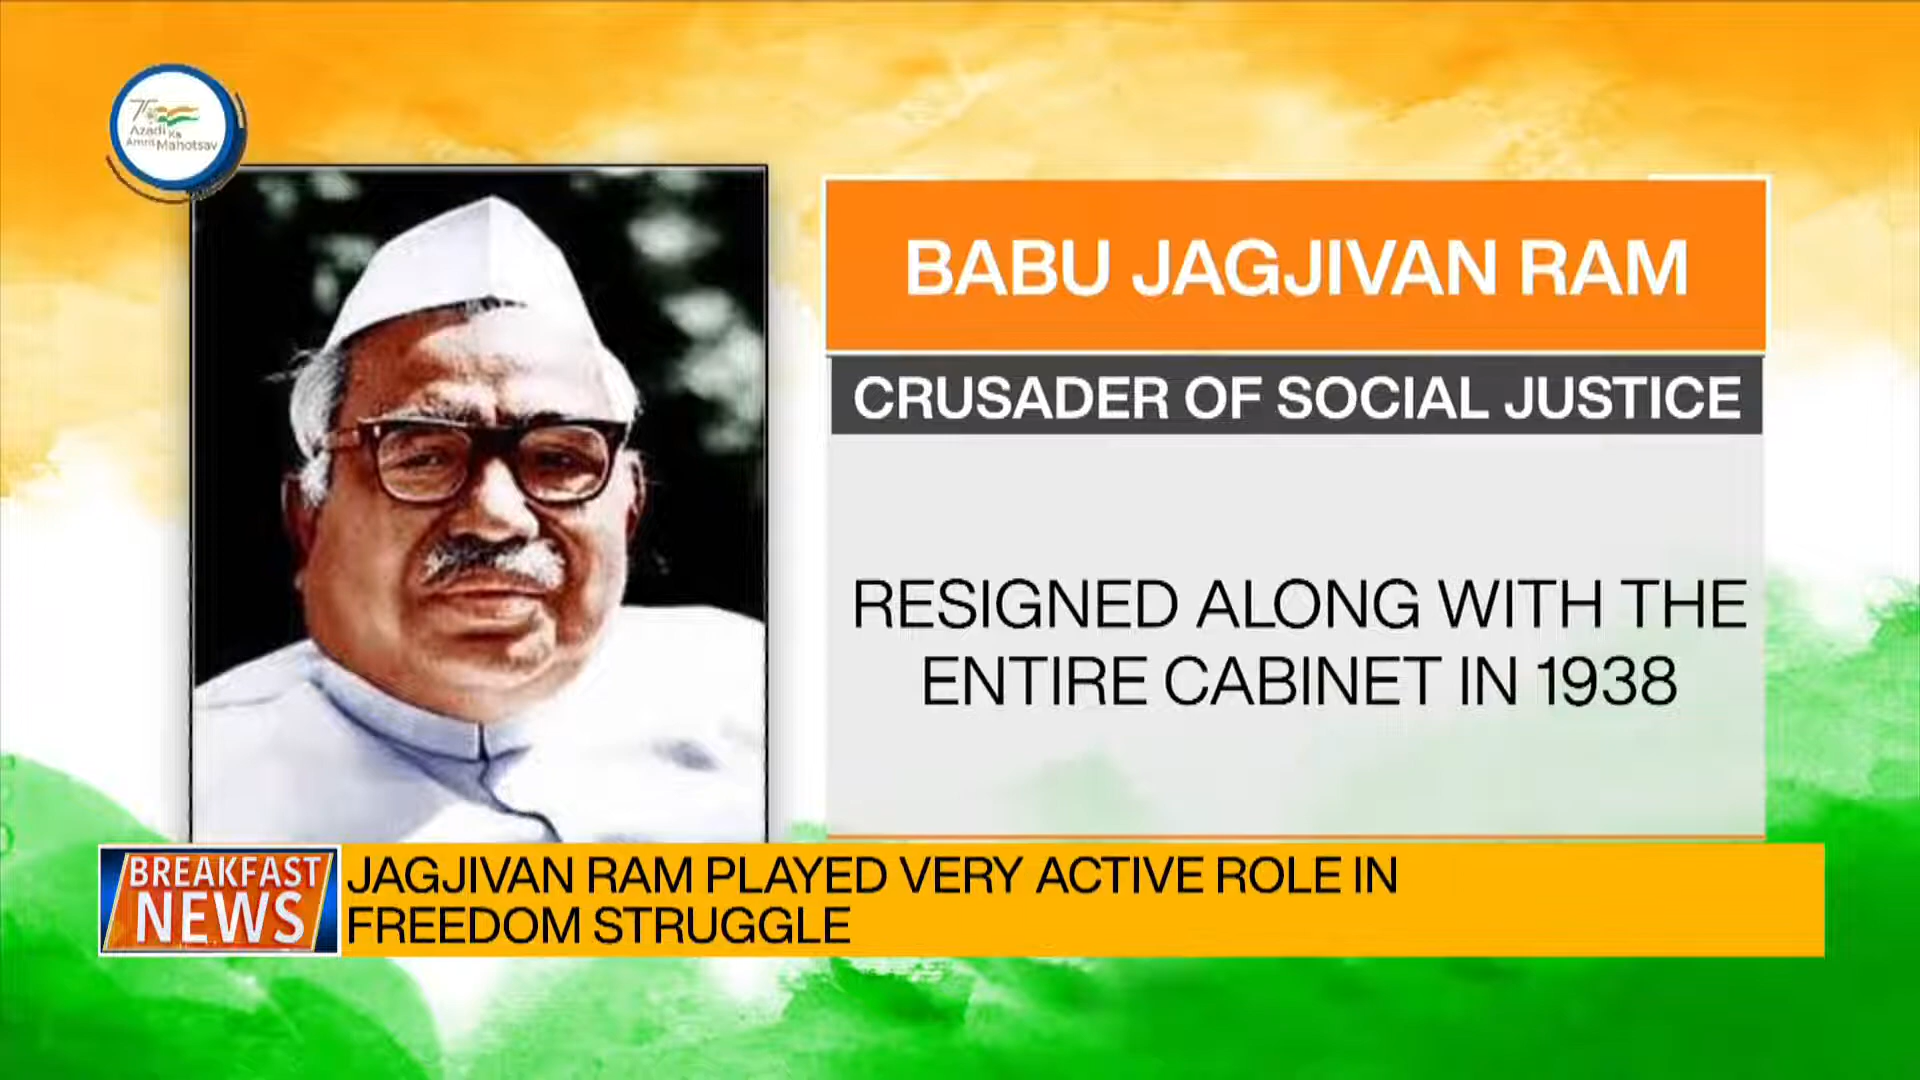 75
Azadi Ka
Amrit Mahotsav
BABU JAGJIVAN RAM
CRUSADER OF SOCIAL JUSTICE
RESIGNED ALONG WITH THE
ENTIRE CABINET IN 1938
BREAKFAST
NEWS
JAGJIVAN RAM PLAYED VERY ACTIVE ROLE IN
FREEDOM STRUGGLE